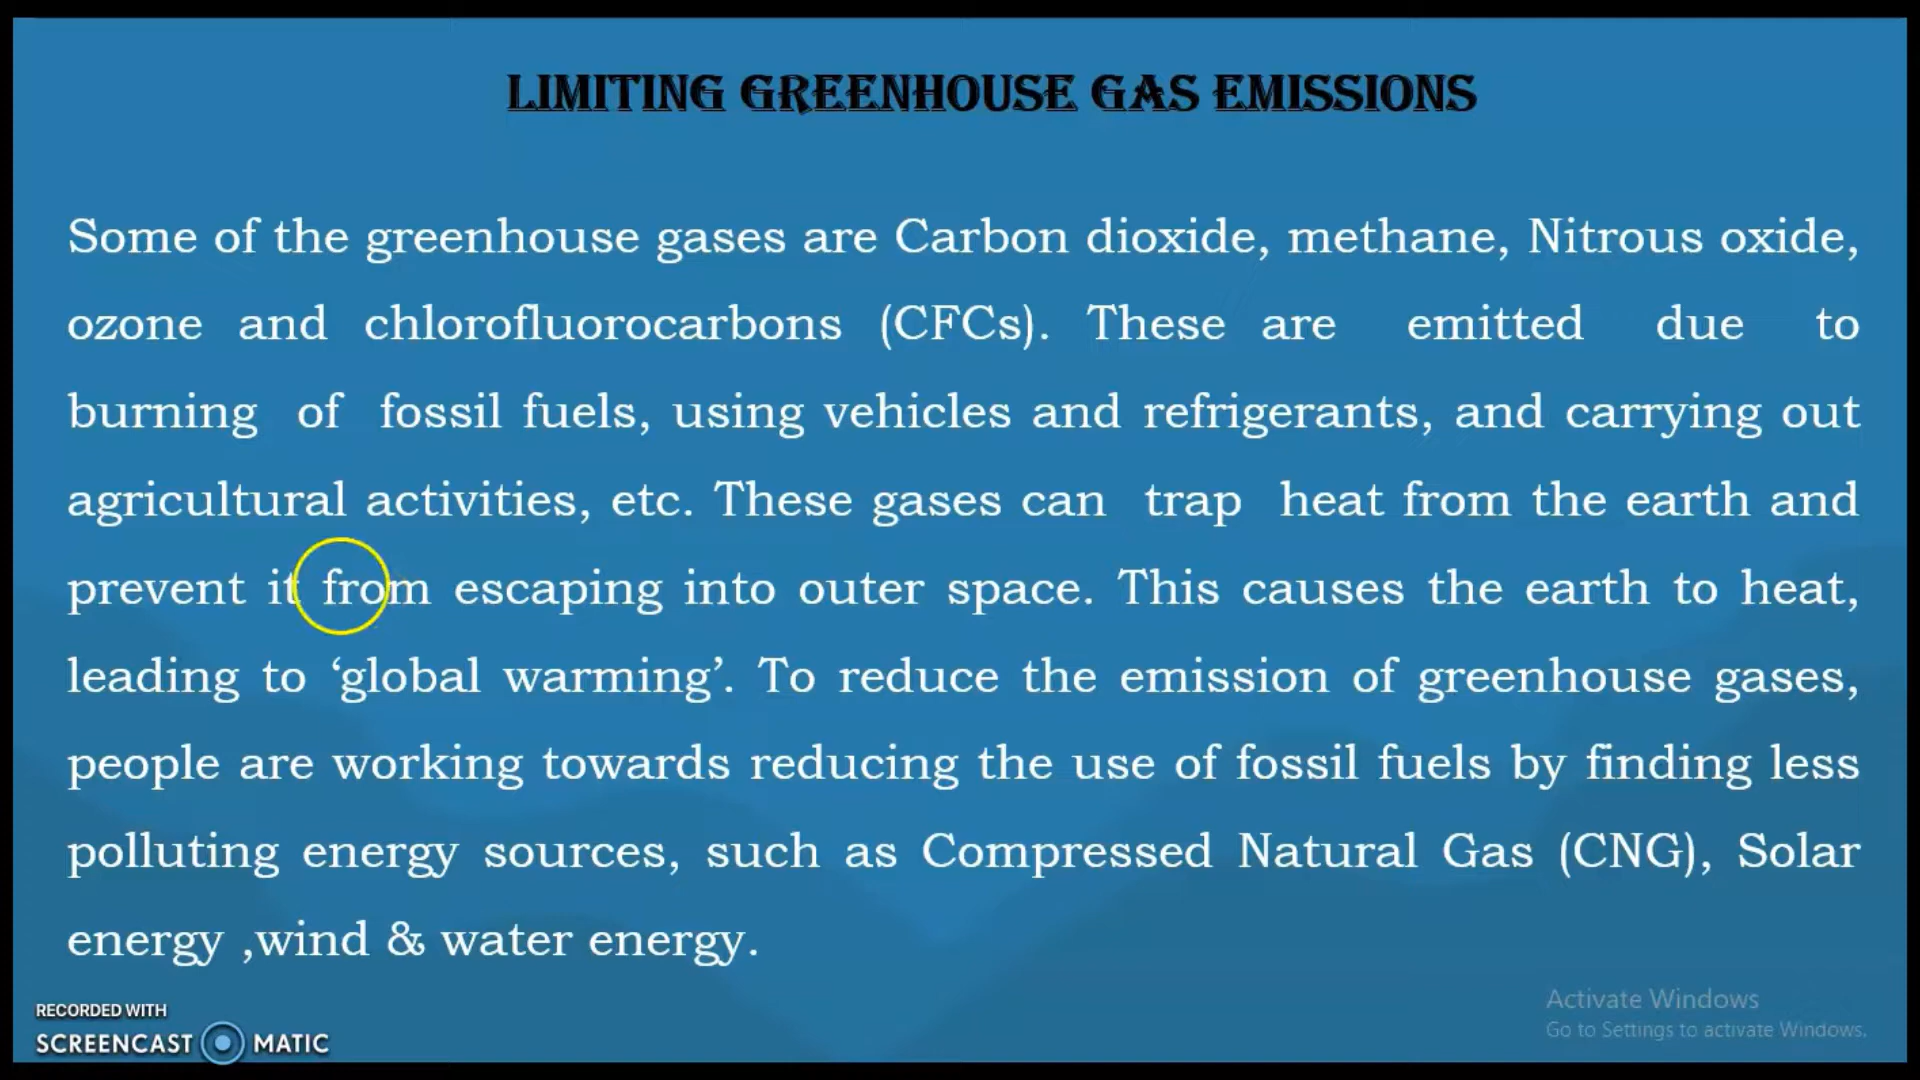 LIMITING GREENHOUSE GAS EMISSIONS
Some of the greenhouse gases are Carbon dioxide, methane, Nitrous oxide,
ozone and chlorofluorocarbons (CFCs). These are emitted due to
burning of fossil fuels, using vehicles and refrigerants, and carrying out
agricultural activities, etc. These gases can trap heat from the earth and
prevent it from escaping into outer space. This causes the earth to heat,
leading to ‘global warming’. To reduce the emission of greenhouse gases,
people are working towards reducing the use of fossil fuels by finding less
polluting energy sources, such as Compressed Natural Gas (CNG), Solar
energy ,wind & water energy.
RECORDED WITH
SCREENCAST MATIC
Activate Windows
Go to Settings to activate Windows.